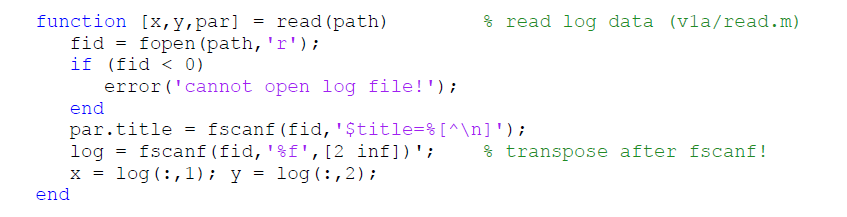 function [x,y,par] = read(path)          % read log data (v1a/read.m)
   fid = fopen(path,'r');
   if (fid < 0)
      error('cannot open log file!');
   end
   par.title = fscanf(fid,'$title=%[^\n]');
   log = fscanf(fid,'%f',[2 inf])';     % transpose after fscanf!
   x = log(:,1); y = log(:,2);
end